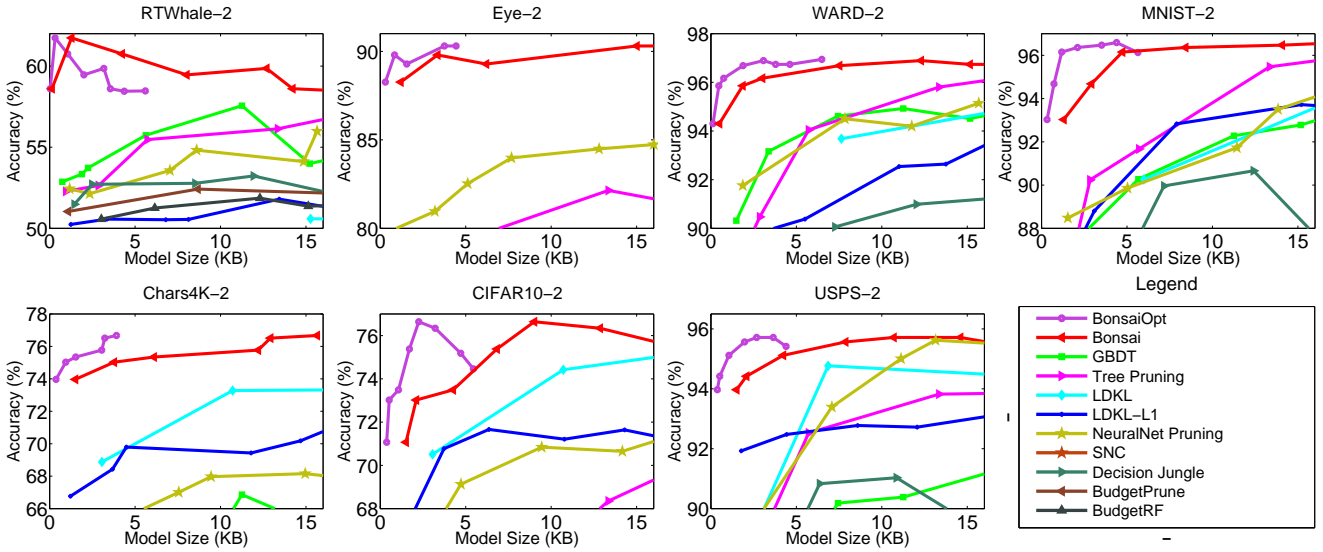 RTWhale−2
Eye−2
WARD−2
MNIST−2
Accuracy (%)
60
55
50
0 5 10 15
Model Size (KB)
Accuracy (%)
90
85
80
0 5 10 15
Model Size (KB)
Accuracy (%)
98
96
94
92
90
0 5 10 15
Model Size (KB)
Accuracy (%)
96
94
92
90
88
0 5 10 15
Model Size (KB)
Chars4K−2
CIFAR10−2
USPS−2
Legend
Accuracy (%)
78
76
74
72
70
68
66
0 5 10 15
Model Size (KB)
Accuracy (%)
76
74
72
70
68
0 5 10 15
Model Size (KB)
Accuracy (%)
96
94
92
90
0 5 10 15
Model Size (KB)
BonsaiOpt
Bonsai
GBDT
Tree Pruning
LDKL
LDKL−L1
NeuralNet Pruning
SNC
Decision Jungle
BudgetPrune
BudgetRF